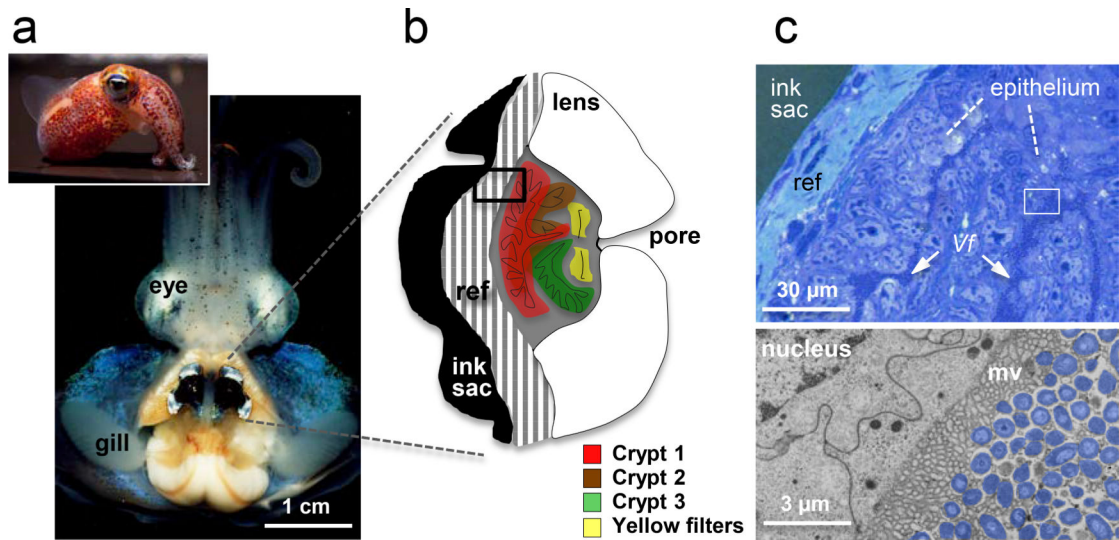 a
eye
gill
1 cm
b
lens
pore
ref
ink
sac
Crypt 1
Crypt 2
Crypt 3
Yellow filters
c
ink
sac
epithelium
ref
Vf
30 µm
nucleus
mv
3 µm